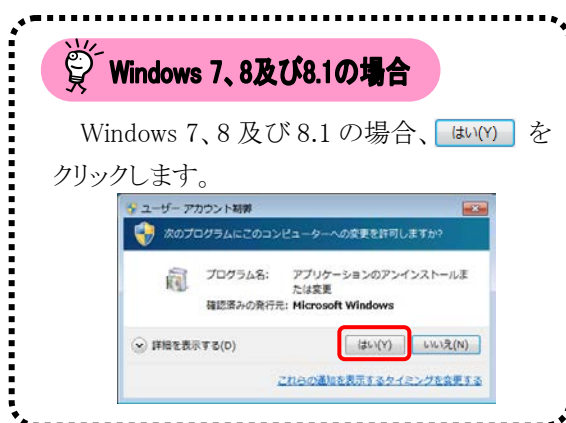 Windows 7、8及び8.1の場合
Windows 7、8 及び 8.1 の場合、 はい(Y) を
クリックします。
ユーザー アカウント制御
次のプログラムにこのコンピューターへの変更を許可しますか?
プログラム名: アプリケーションのアンインストールま
たは変更
確認済みの発行元: Microsoft Windows
詳細を表示する(D) はい(Y) いいえ(N)
これらの通知を表示するタイミングを変更する